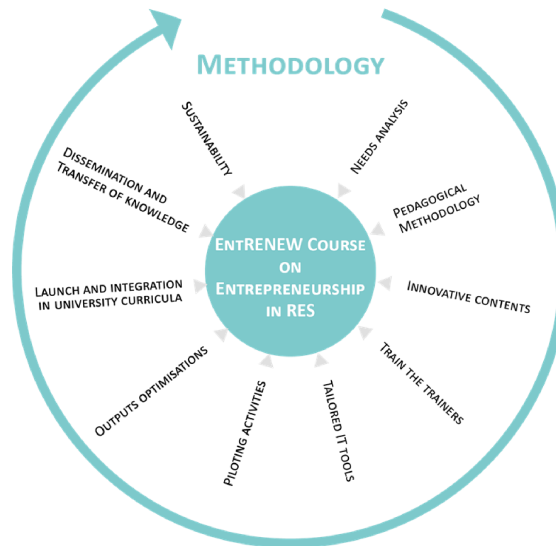 Methodology
Needs analysis
Pedagogical
Methodology
Innovative contents
Train the trainers
Tailored IT tools
Piloting activities
Outputs optimisations
Launch and integration
in university curricula
Dissemination and
Transfer of knowledge
Sustainability
EntRENEW Course
on
Entrepreneurship
in RES